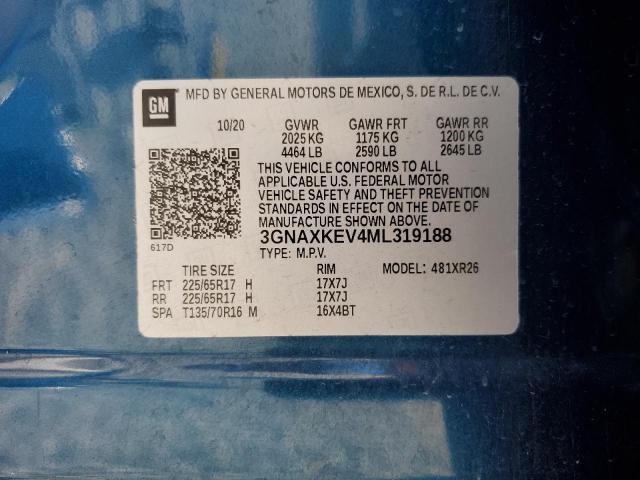 GM MFD BY GENERAL MOTORS DE MEXICO, S. DE R.L. DE C.V.
10/20 GVWR GAWR FRT GAWR RR
2025 KG 1175 KG 1200 KG
4464 LB 2590 LB 2645 LB
THIS VEHICLE CONFORMS TO ALL
APPLICABLE U.S. FEDERAL MOTOR
VEHICLE SAFETY AND THEFT PREVENTION
STANDARDS IN EFFECT ON THE DATE OF
MANUFACTURE SHOWN ABOVE.
617D 3GNAXKEV4ML319188
TYPE: M.P.V.
TIRE SIZE RIM MODEL: 481XR26
FRT 225/65R17 H 17X7J
RR 225/65R17 H 17X7J
SPA T135/70R16 M 16X4BT